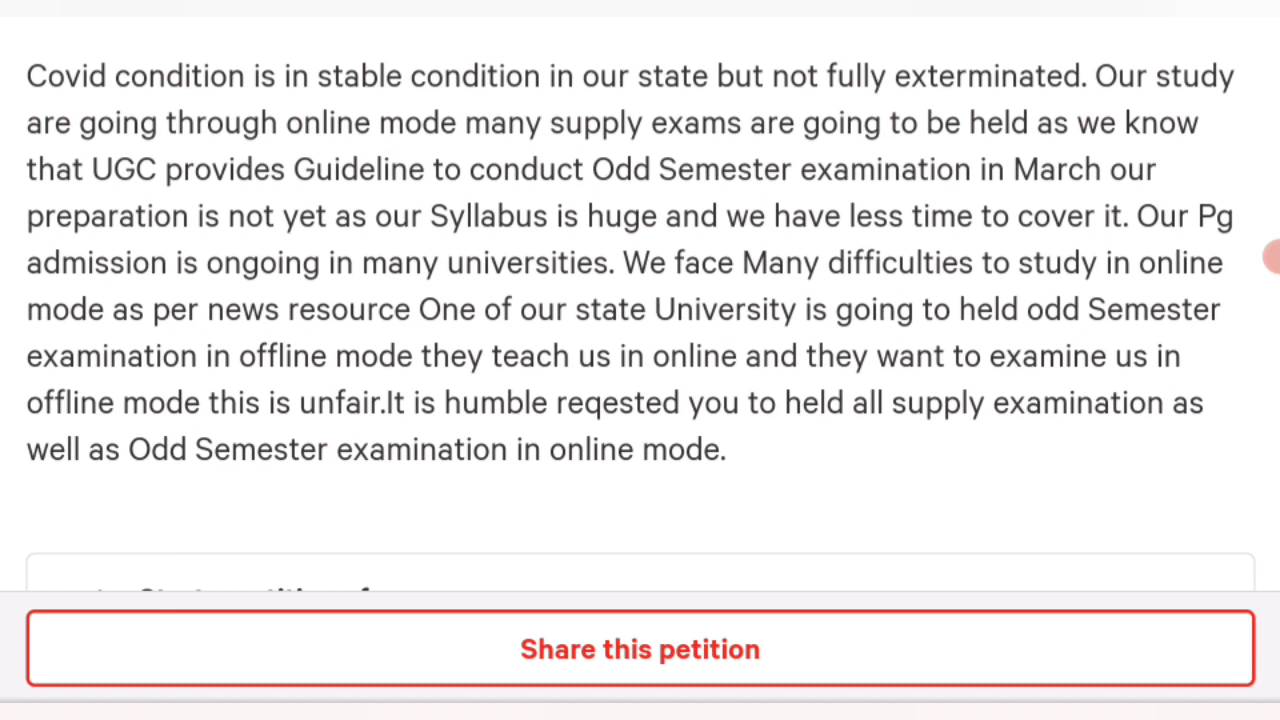 Covid condition is in stable condition in our state but not fully exterminated. Our study
are going through online mode many supply exams are going to be held as we know
that UGC provides Guideline to conduct Odd Semester examination in March our
preparation is not yet as our Syllabus is huge and we have less time to cover it. Our Pg
admission is ongoing in many universities. We face Many difficulties to study in online
mode as per news resource One of our state University is going to held odd Semester
examination in offline mode they teach us in online and they want to examine us in
offline mode this is unfair.It is humble reqested you to held all supply examination as
well as Odd Semester examination in online mode.
Share this petition